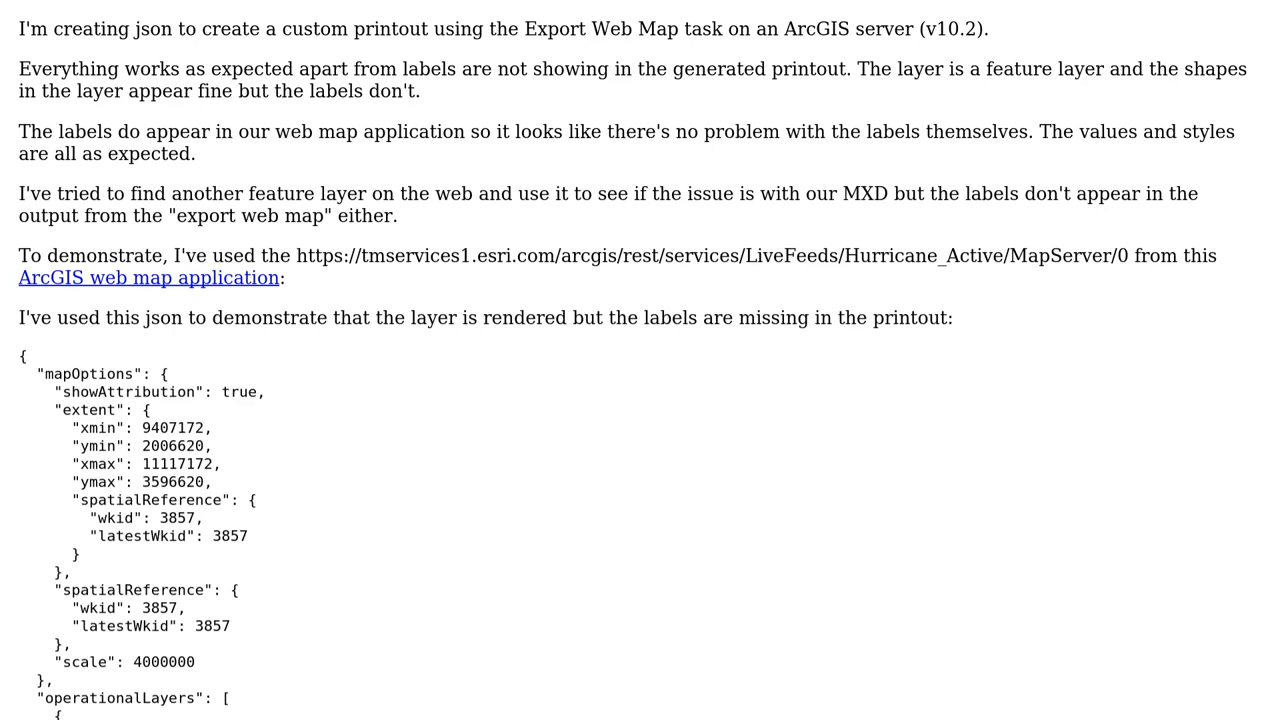 I'm creating json to create a custom printout using the Export Web Map task on an ArcGIS server (v10.2).
Everything works as expected apart from labels are not showing in the generated printout. The layer is a feature layer and the shapes
in the layer appear fine but the labels don't.
The labels do appear in our web map application so it looks like there's no problem with the labels themselves. The values and styles
are all as expected.
I've tried to find another feature layer on the web and use it to see if the issue is with our MXD but the labels don't appear in the
output from the "export web map" either.
To demonstrate, I've used the https://tmservices1.esri.com/arcgis/rest/services/LiveFeeds/Hurricane_Active/MapServer/0 from this
ArcGIS web map application:
I've used this json to demonstrate that the layer is rendered but the labels are missing in the printout:
{
  "mapOptions": {
    "showAttribution": true,
    "extent": {
      "xmin": 9407172,
      "ymin": 2006620,
      "xmax": 11117172,
      "ymax": 3596620,
      "spatialReference": {
        "wkid": 3857,
        "latestWkid": 3857
      }
    },
    "spatialReference": {
      "wkid": 3857,
      "latestWkid": 3857
    },
    "scale": 4000000
  },
  "operationalLayers": [
    {